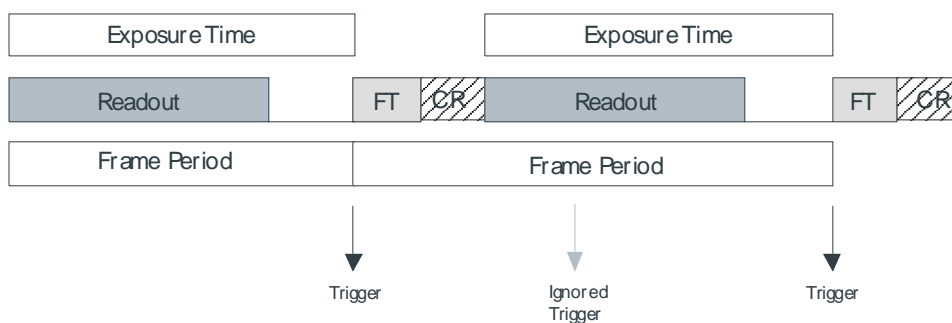 Exposure Time
Exposure Time
Readout
FT
CR
Readout
FT
CR
Frame Period
Frame Period
Trigger
Ignored
Trigger
Trigger